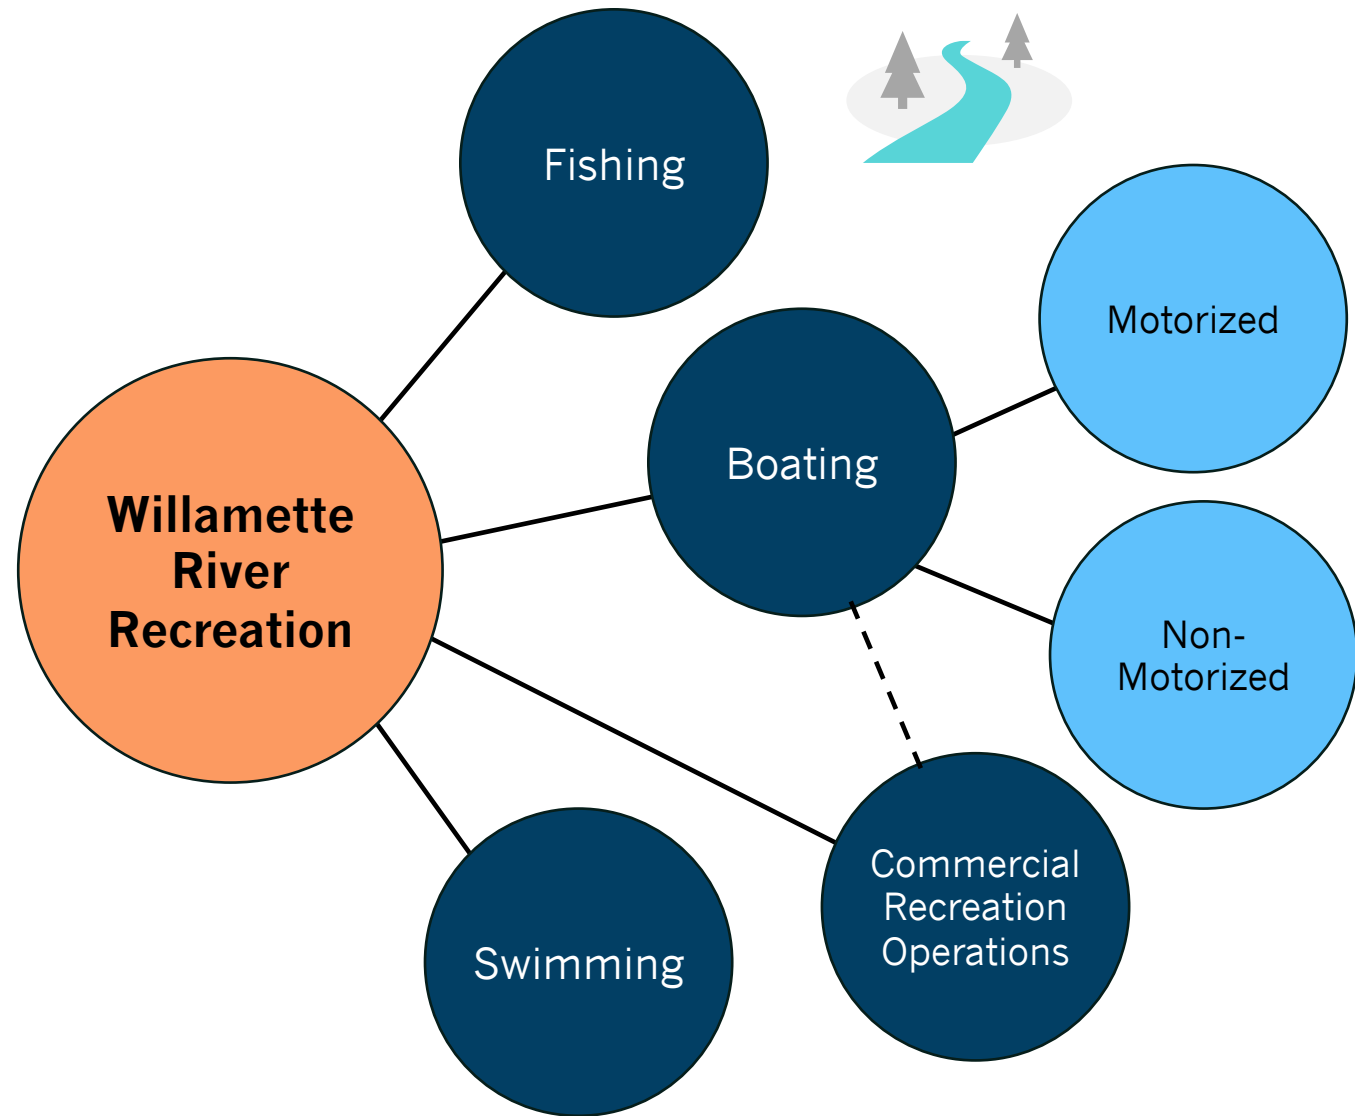 Fishing
Motorized
Boating
Willamette
River
Recreation
Non-
Motorized
Commercial
Recreation
Operations
Swimming